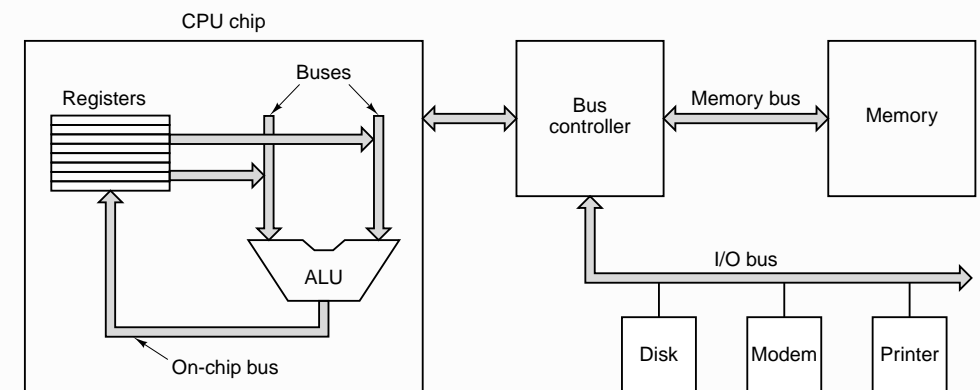 CPU chip
Buses
Registers
ALU
On-chip bus
Bus
controller
Memory bus
Memory
I/O bus
Disk
Modem
Printer